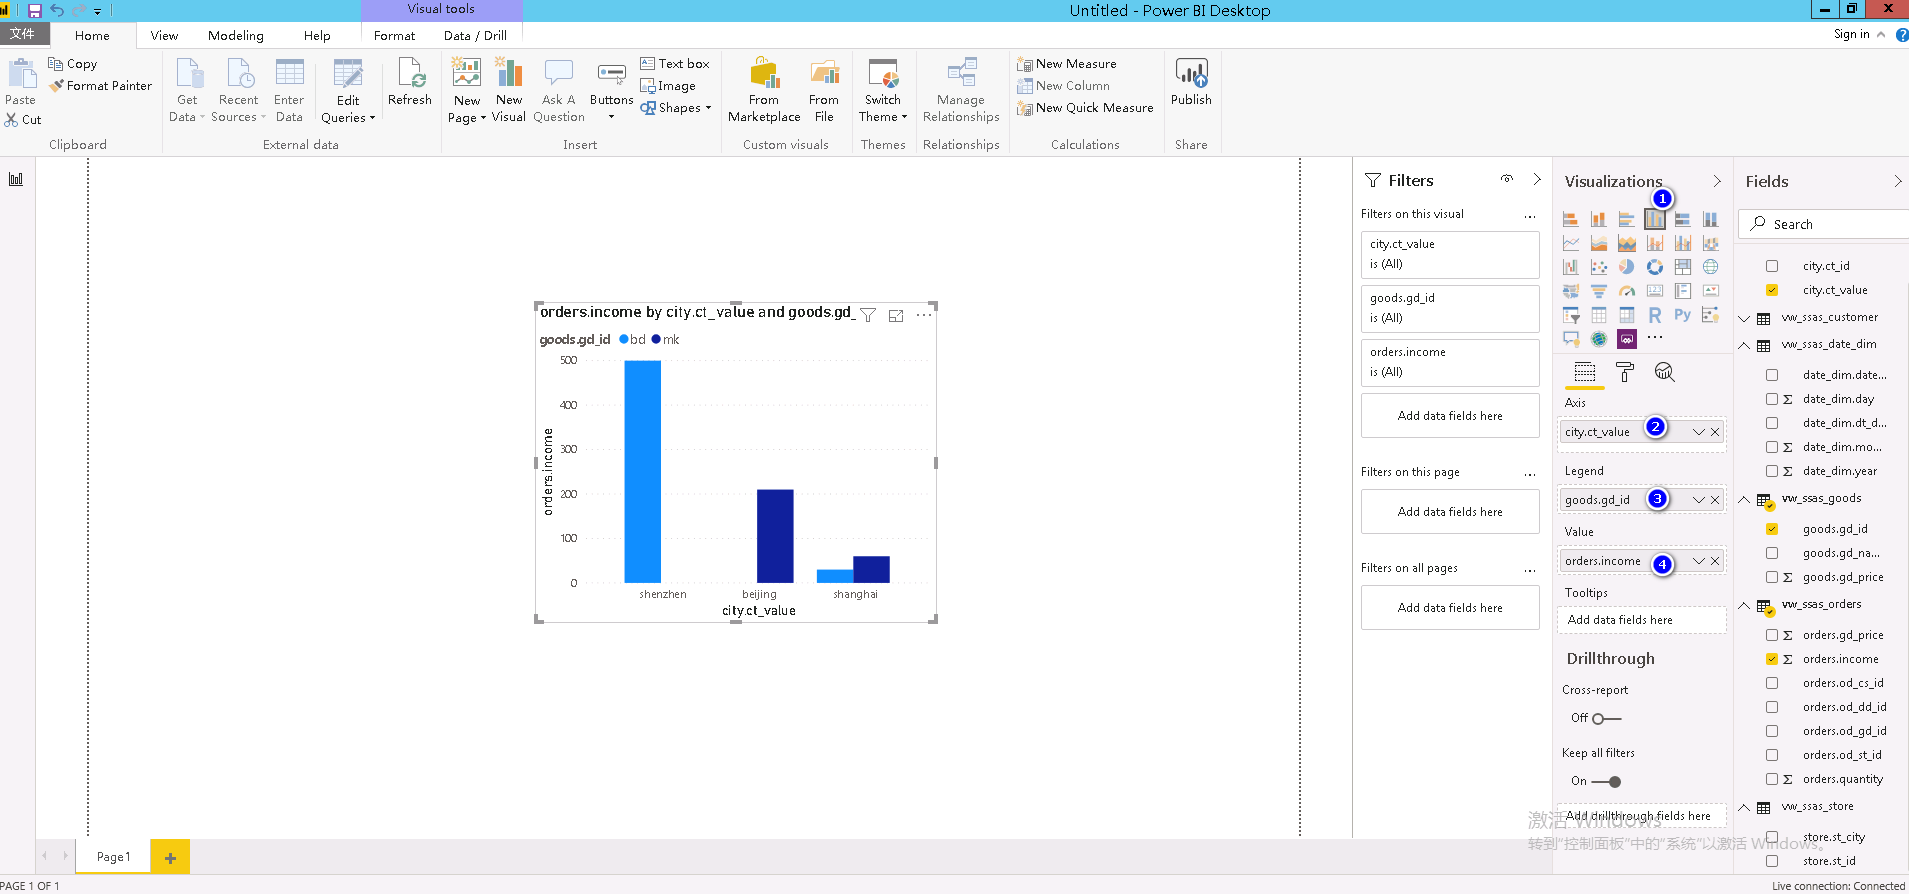 Visual tools
Untitled - Power BI Desktop
文件
Home
View
Modeling
Help
Format
Data / Drill
Sign in
Paste
Copy
Format Painter
Cut
Clipboard
Get Data
Recent Sources
Enter Data
External data
Edit Queries
Refresh
New Page
New Visual
Ask A Question
Buttons
Text box
Image
Shapes
Insert
From Marketplace
From File
Custom visuals
Switch Theme
Themes
Manage Relationships
Relationships
New Measure
New Column
New Quick Measure
Calculations
Publish
Share
orders.income by city.ct_value and goods.gd_
goods.gd_id bd mk
500
400
300
200
100
0
orders.income
shenzhen beijing shanghai
city.ct_value
Filters
Filters on this visual ...
city.ct_value
is (All)
goods.gd_id
is (All)
orders.income
is (All)
Add data fields here
Filters on this page ...
Add data fields here
Filters on all pages ...
Add data fields here
Visualizations
1
R Py
...
Axis
city.ct_value 2
Legend
goods.gd_id 3
Value
orders.income 4
Tooltips
Add data fields here
Drillthrough
Cross-report
Off
Keep all filters
On
Add drillthrough fields here
Fields
Search
city.ct_id
city.ct_value
vw_ssas_customer
vw_ssas_date_dim
date_dim.date...
Σ date_dim.day
date_dim.dt_d...
Σ date_dim.mo...
Σ date_dim.year
vw_ssas_goods
goods.gd_id
goods.gd_na...
Σ goods.gd_price
vw_ssas_orders
Σ orders.gd_price
Σ orders.income
orders.od_cs_id
orders.od_dd_id
orders.od_gd_id
orders.od_st_id
Σ orders.quantity
vw_ssas_store
store.st_city
store.st_id
激活 Windows
转到"控制面板"中的"系统"以激活 Windows。
Page1
PAGE 1 OF 1
Live connection: Connected